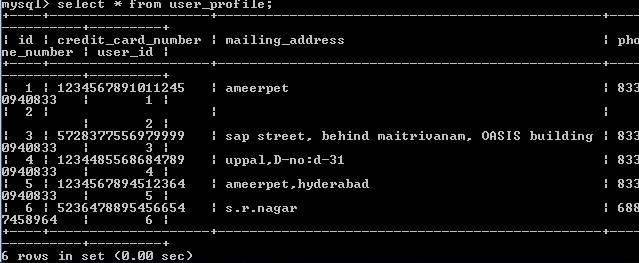 mysql> select * from user_profile;
+----+--------------------+------------------------------------------------+----
----------+---------+
| id | credit_card_number | mailing_address | pho
ne_number | user_id |
+----+--------------------+------------------------------------------------+----
----------+---------+
| 1 | 1234567891011245 | ameerpet | 833
0940833 | 1 |
| 2 | | |
| 2 |
| 3 | 5728377556979999 | sap street, behind maitrivanam, OASIS building | 833
0940833 | 3 |
| 4 | 1234485568684789 | uppal,D-no:d-31 | 833
0940833 | 4 |
| 5 | 1234567894512364 | ameerpet,hyderabad | 833
0940833 | 5 |
| 6 | 5236478895456654 | s.r.nagar | 688
7458964 | 6 |
+----+--------------------+------------------------------------------------+----
----------+---------+
6 rows in set (0.00 sec)